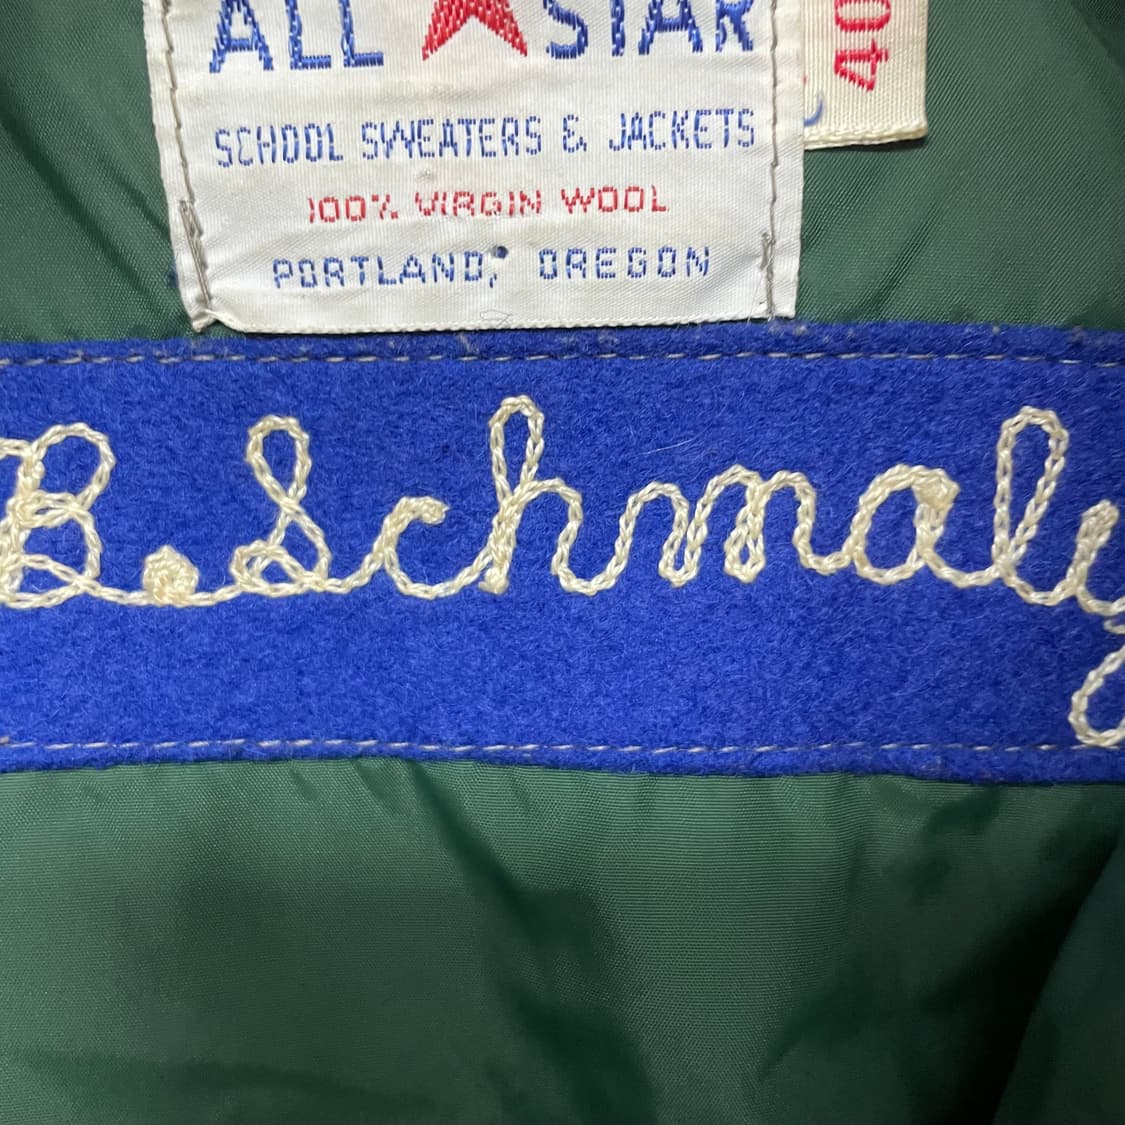 ALL ★ STAR
40
SCHOOL SWEATERS & JACKETS
100% VIRGIN WOOL
PORTLAND, OREGON
B. Schmaly